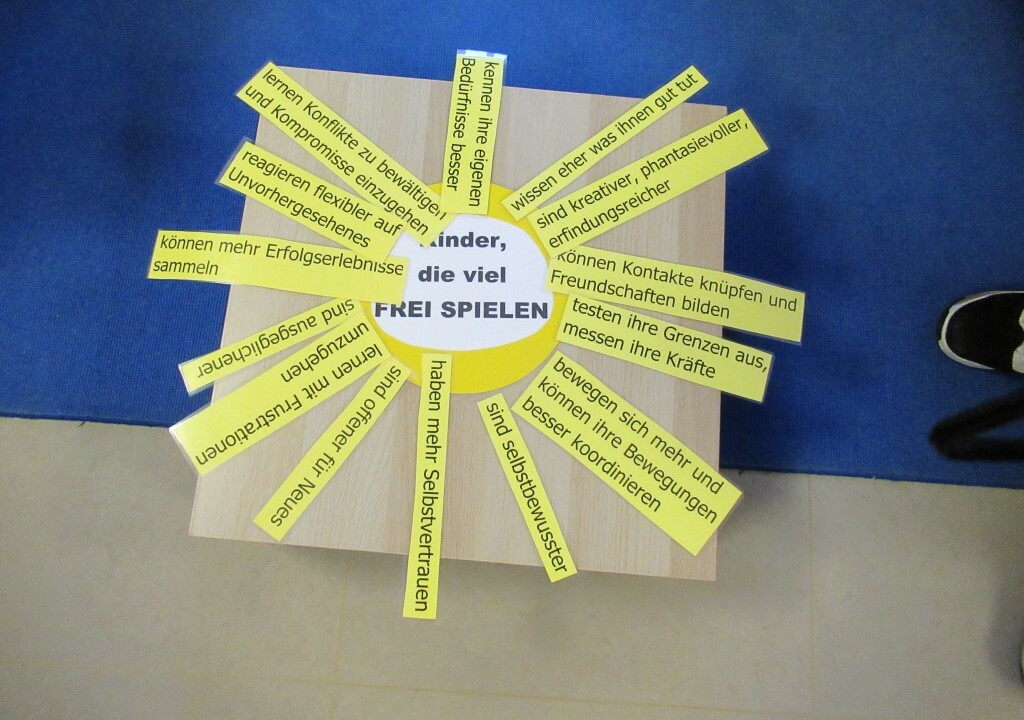 Kinder,
die viel
FREI SPIELEN
kennen ihre eigenen
Bedürfnisse besser
wissen eher was ihnen gut tut
sind kreativer, phantasievoller,
erfindungsreicher
können Kontakte knüpfen und
Freundschaften bilden
testen ihre Grenzen aus,
messen ihre Kräfte
bewegen sich mehr und
können ihre Bewegungen
besser koordinieren
sind selbstbewusster
haben mehr Selbstvertrauen
sind offener für Neues
lernen mit Frustrationen
umzugehen
sind ausgeglichener
können mehr Erfolgserlebnisse
sammeln
reagieren flexibler auf
Unvorhergesehenes
lernen Konflikte zu bewältigen
und Kompromisse einzugehen